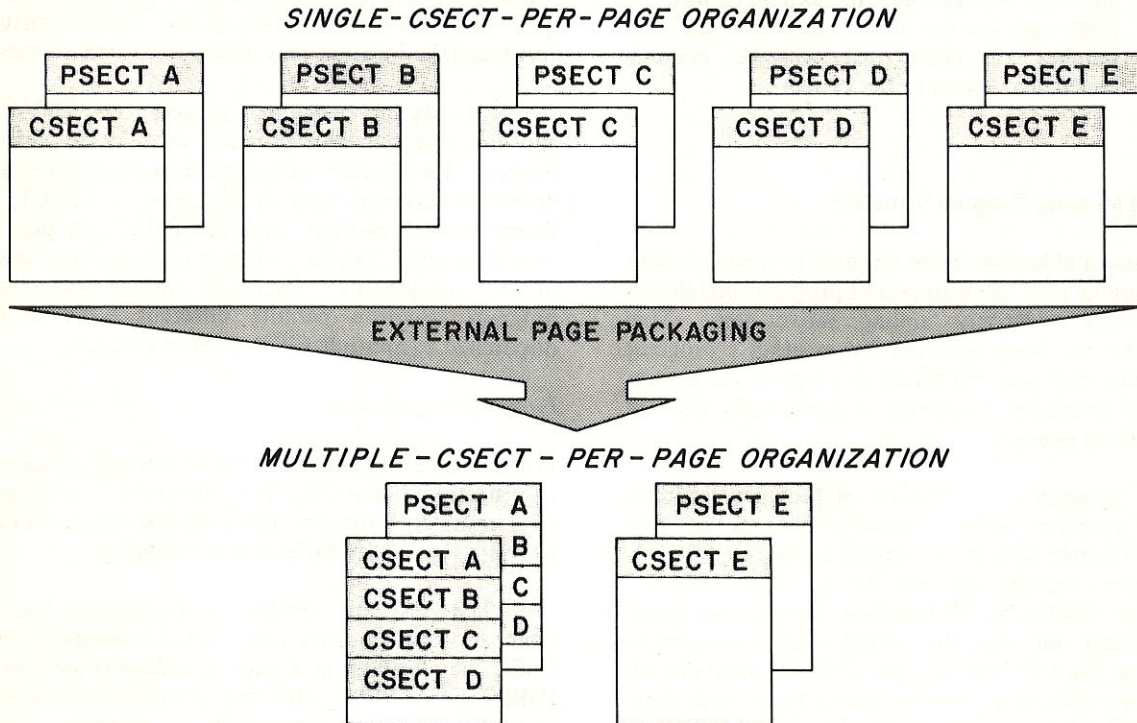 SINGLE-CSECT-PER-PAGE ORGANIZATION
PSECT A
PSECT B
PSECT C
PSECT D
PSECT E
CSECT A
CSECT B
CSECT C
CSECT D
CSECT E
EXTERNAL PAGE PACKAGING
MULTIPLE-CSECT-PER-PAGE ORGANIZATION
PSECT A
B
C
D
CSECT A
CSECT B
CSECT C
CSECT D
PSECT E
CSECT E